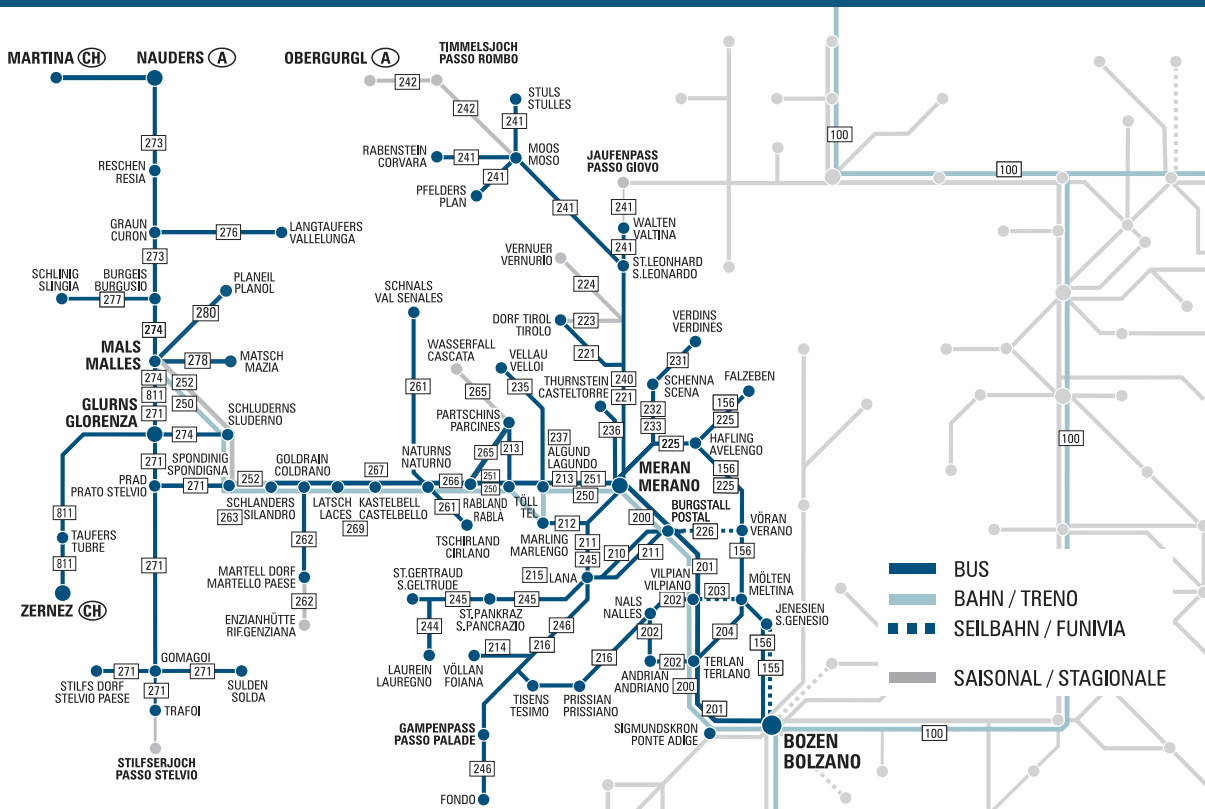 MARTINA CH
NAUDERS A
OBERGURGL A
TIMMELSJOCH
PASSO ROMBO
242
242
STULS
STULLES
241
273
RESCHEN
RESIA
RABENSTEIN
CORVARA
241
MOOS
MOSO
241
PFELDERS
PLAN
241
JAUFENPASS
PASSO GIOVO
241
WALTEN
VALTINA
241
ST.LEONHARD
S.LEONARDO
100
100
100
GRAUN
CURON
276
LANGTAUFERS
VALLELUNGA
273
SCHLINIG
SLINGIA
277
BURGEIS
BURGUSIO
PLANEIL
PLANOL
280
274
MALS
MALLES
278
MATSCH
MAZIA
274
252
811
250
271
GLURNS
GLORENZA
274
SCHLUDERNS
SLUDERNO
VERNUER
VERNURIO
224
SCHNALS
VAL SENALES
DORF TIROL
TIROLO
223
221
VERDINS
VERDINES
231
WASSERFALL
CASCATA
265
VELLAU
VELLOI
235
THURNSTEIN
CASTELTORRE
240
221
SCHENNA
SCENA
232
233
FALZEBEN
156
225
261
PARTSCHINS
PARCINES
236
225
HAFLING
AVELENGO
237
ALGUND
LAGUNDO
156
225
271
SPONDINIG
SPONDIGNA
PRAD
PRATO STELVIO
271
252
GOLDRAIN
COLDRANO
267
NATURNS
NATURNO
265
213
266
251
250
213
251
250
MERAN
MERANO
SCHLANDERS
SILANDRO
263
LATSCH
LACES
KASTELBELL
CASTELBELLO
269
261
RABLAND
RABLÀ
TÖLL
TEL
200
BURGSTALL
POSTAL
226
VÖRAN
VERANO
811
TAUFERS
TUBRE
811
ZERNEZ CH
262
TSCHIRLAND
CIRLANO
212
MARLING
MARLENGO
211
245
210
211
201
156
271
MARTELL DORF
MARTELLO PAESE
262
ENZIANHÜTTE
RIF.GENZIANA
215
LANA
ST.GERTRAUD
S.GELTRUDE
245
245
ST.PANKRAZ
S.PANCRAZIO
246
VILPIAN
VILPIANO
202
203
MÖLTEN
MELTINA
NALS
NALLES
JENESIEN
S.GENESIO
244
216
202
204
156
155
214
216
LAUREIN
LAUREGNO
VÖLLAN
FOIANA
ANDRIAN
ANDRIANO
202
TERLAN
TERLANO
200
GOMAGOI
271
271
STILFS DORF
STELVIO PAESE
271
SULDEN
SOLDA
TRAFOI
STILFSERJOCH
PASSO STELVIO
TISENS
TESIMO
PRISSIAN
PRISSIANO
201
GAMPENPASS
PASSO PALADE
SIGMUNDSKRON
PONTE ADIGE
BOZEN
BOLZANO
100
246
FONDO
BUS
BAHN / TRENO
SEILBAHN / FUNIVIA
SAISONAL / STAGIONALE